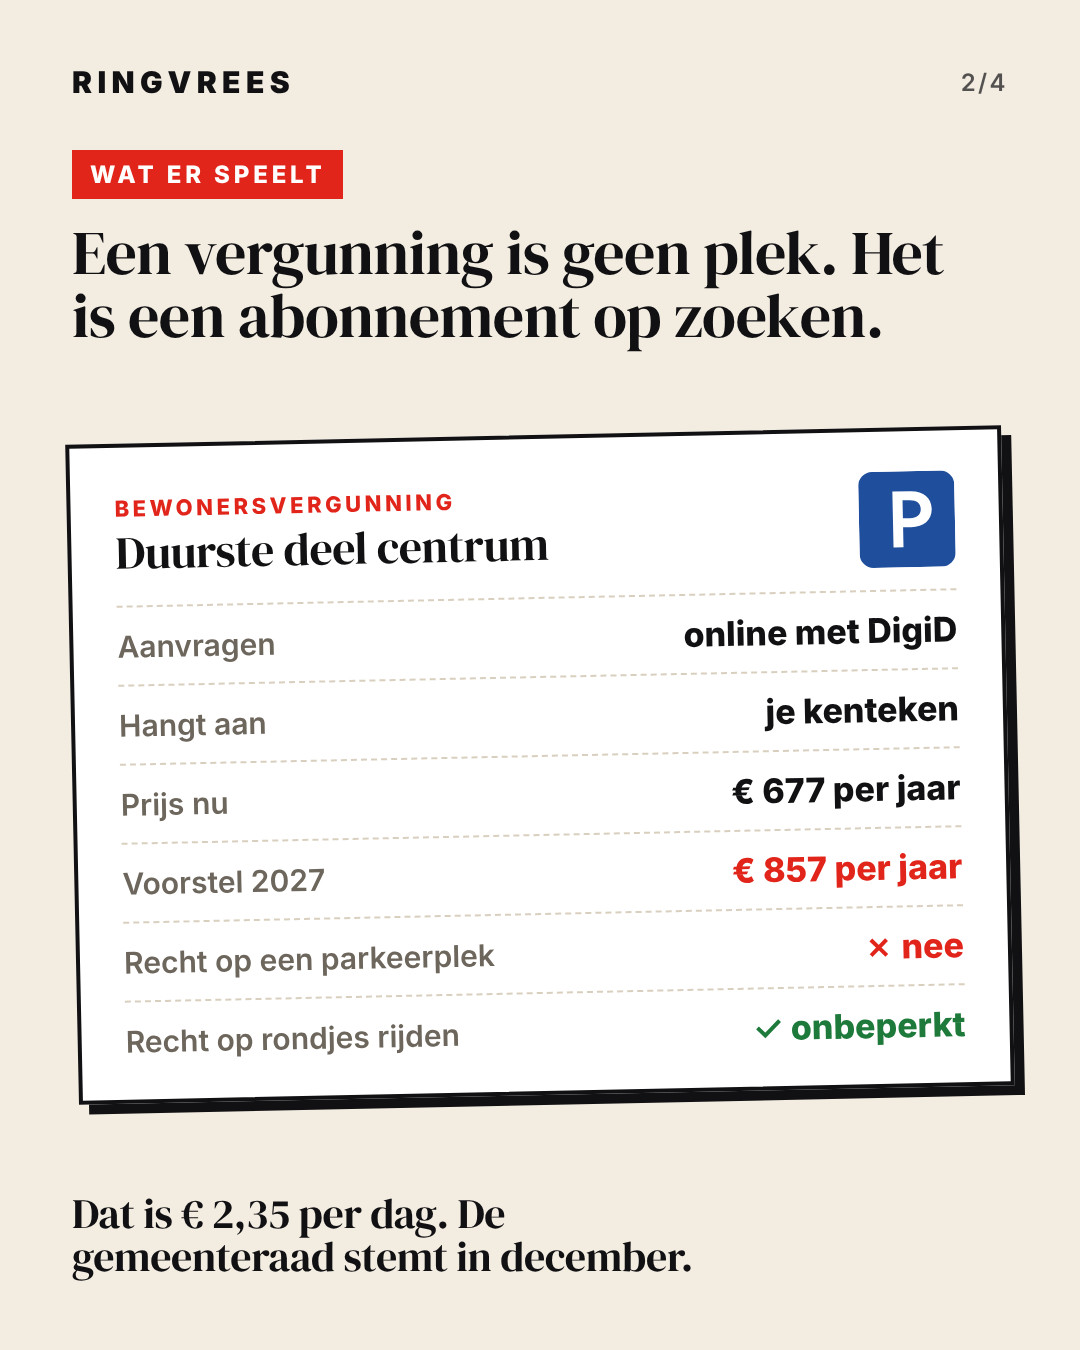 RINGVREES
2/4
WAT ER SPEELT
Een vergunning is geen plek. Het
is een abonnement op zoeken.
BEWONERSVERGUNNING
Duurste deel centrum
P
Aanvragen online met DigiD
Hangt aan je kenteken
Prijs nu € 677 per jaar
Voorstel 2027 € 857 per jaar
Recht op een parkeerplek × nee
Recht op rondjes rijden ✓ onbeperkt
Dat is € 2,35 per dag. De
gemeenteraad stemt in december.